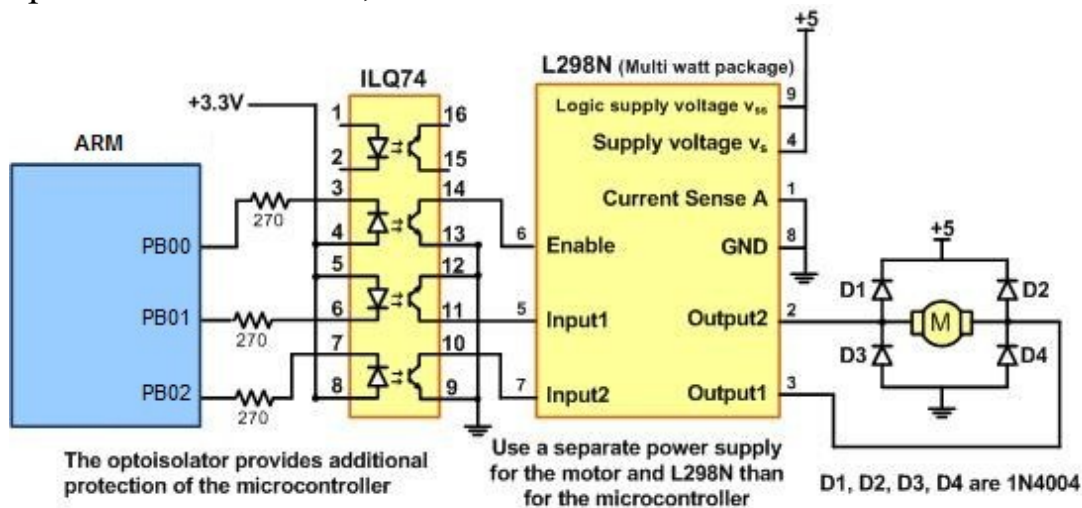 +5
L298N (Multi watt package)
ILQ74
+3.3V
ARM
1
2
3
4
5
6
7
8
16
15
14
13
12
11
10
9
270
270
270
PB00
PB01
PB02
Logic supply voltage vss
9
Supply voltage vs
4
Current Sense A
1
6
Enable
GND
8
5
Input1
Output2
2
7
Input2
Output1
3
+5
D1
D2
M
D3
D4
The optoisolator provides additional
protection of the microcontroller
Use a separate power supply
for the motor and L298N than
for the microcontroller
D1, D2, D3, D4 are 1N4004